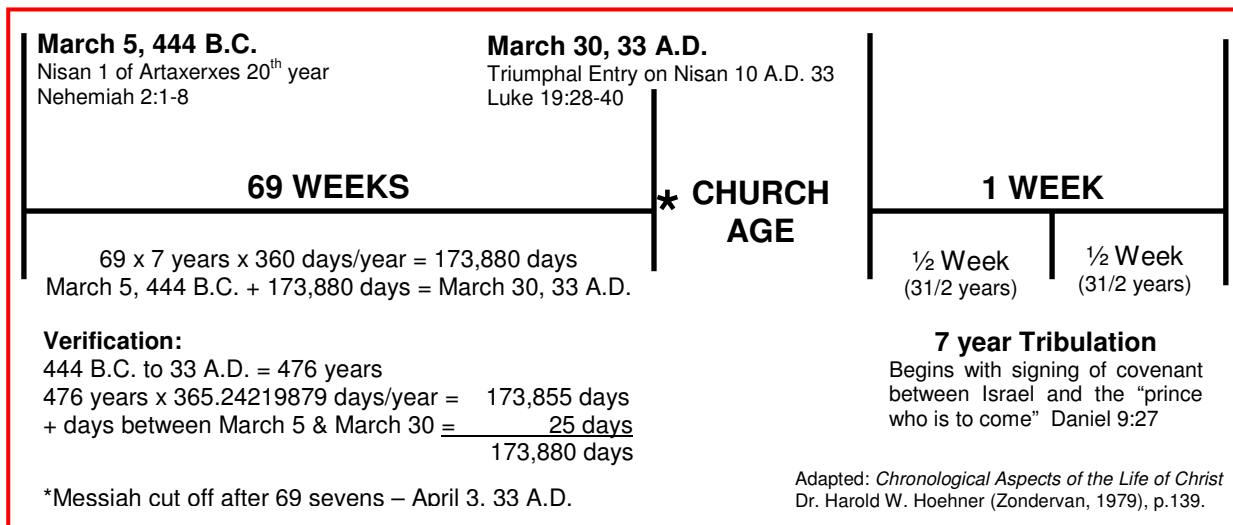 March 5, 444 B.C.
Nisan 1 of Artaxerxes 20th year
Nehemiah 2:1-8
March 30, 33 A.D.
Triumphal Entry on Nisan 10 A.D. 33
Luke 19:28-40
69 WEEKS
* CHURCH
AGE
1 WEEK
69 x 7 years x 360 days/year = 173,880 days
March 5, 444 B.C. + 173,880 days = March 30, 33 A.D.
½ Week
(31/2 years)
½ Week
(31/2 years)
Verification:
444 B.C. to 33 A.D. = 476 years
476 years x 365.24219879 days/year = 173,855 days
+ days between March 5 & March 30 = 25 days
173,880 days
*Messiah cut off after 69 sevens – April 3, 33 A.D.
7 year Tribulation
Begins with signing of covenant
between Israel and the “prince
who is to come” Daniel 9:27
Adapted: Chronological Aspects of the Life of Christ
Dr. Harold W. Hoehner (Zondervan, 1979), p.139.